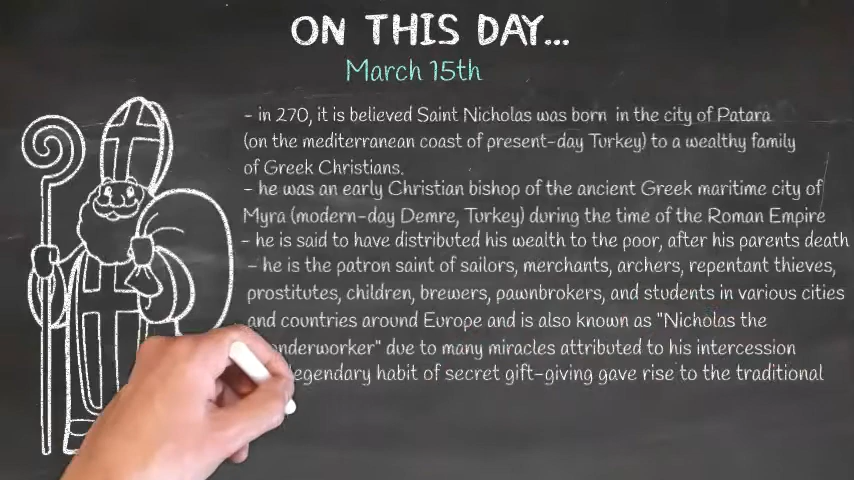 ON THIS DAY...
March 15th
- in 270, it is believed Saint Nicholas was born in the city of Patara
(on the mediterranean coast of present-day Turkey) to a wealthy family
of Greek Christians.
- he was an early Christian bishop of the ancient Greek maritime city of
Myra (modern-day Demre, Turkey) during the time of the Roman Empire
- he is said to have distributed his wealth to the poor, after his parents death
- he is the patron saint of sailors, merchants, archers, repentant thieves,
prostitutes, children, brewers, pawnbrokers, and students in various cities
and countries around Europe and is also known as "Nicholas the
onderworker" due to many miracles attributed to his intercession
legendary habit of secret gift-giving gave rise to the traditional